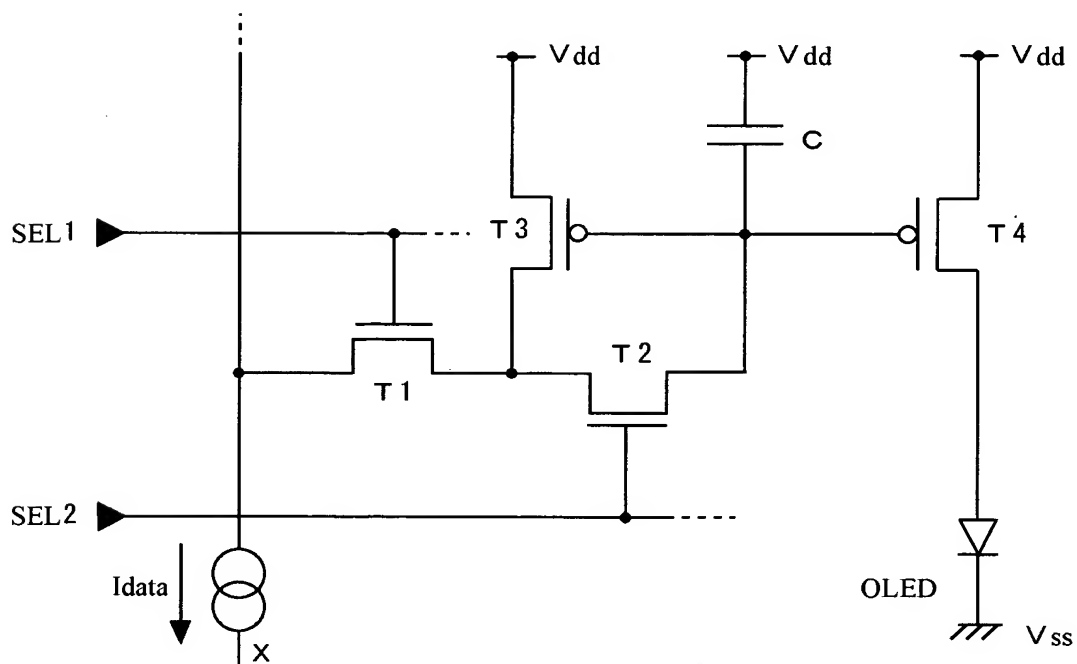 Vdd
Vdd
Vdd
C
SEL1
T3
T4
T2
T1
SEL2
Idata
OLED
X
Vss